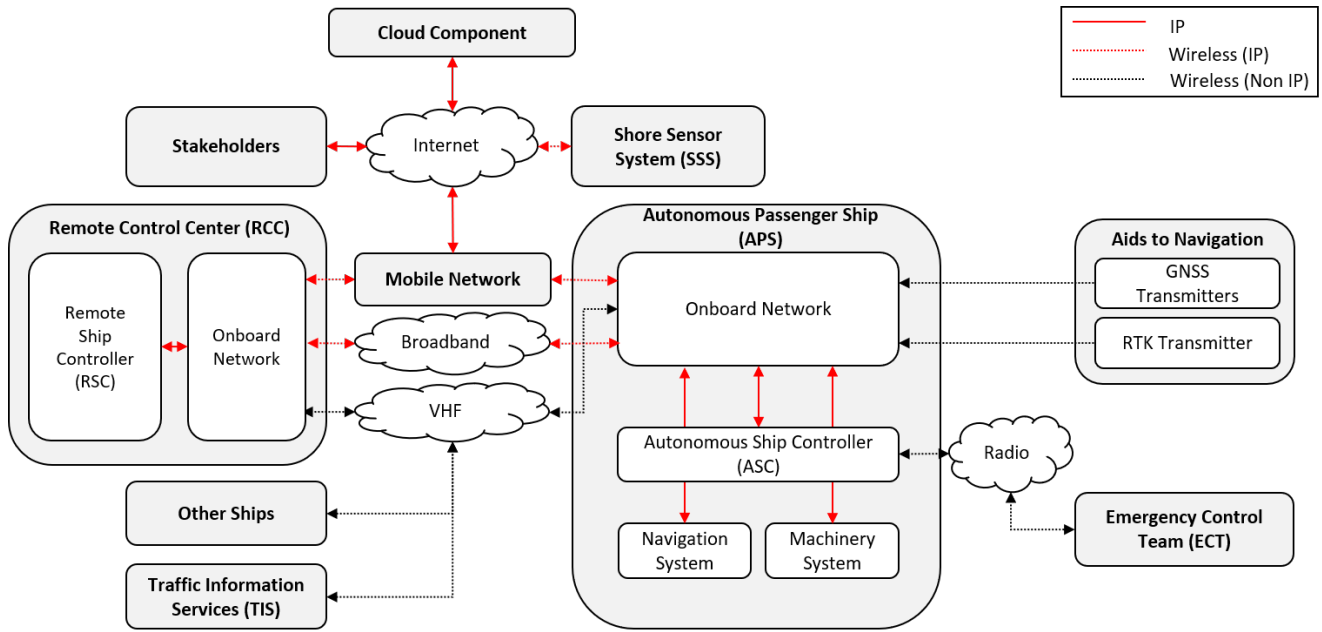 Cloud Component
IP
Wireless (IP)
Wireless (Non IP)
Stakeholders
Internet
Shore Sensor
System (SSS)
Remote Control Center (RCC)
Remote
Ship
Controller
(RSC)
Onboard
Network
Mobile Network
Broadband
VHF
Autonomous Passenger Ship
(APS)
Onboard Network
Autonomous Ship Controller
(ASC)
Navigation
System
Machinery
System
Aids to Navigation
GNSS
Transmitters
RTK Transmitter
Radio
Emergency Control
Team (ECT)
Other Ships
Traffic Information
Services (TIS)